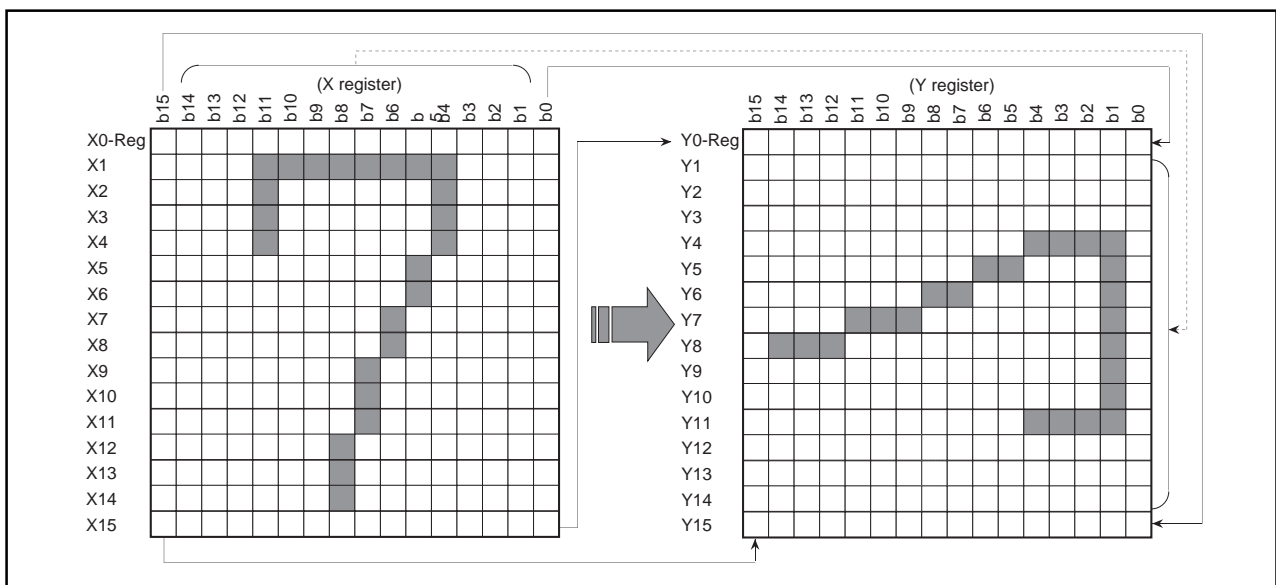 (X register)
b15 b14 b13 b12 b11 b10 b9 b8 b7 b6 b5 b4 b3 b2 b1 b0
X0-Reg
X1
X2
X3
X4
X5
X6
X7
X8
X9
X10
X11
X12
X13
X14
X15
(Y register)
b15 b14 b13 b12 b11 b10 b9 b8 b7 b6 b5 b4 b3 b2 b1 b0
Y0-Reg
Y1
Y2
Y3
Y4
Y5
Y6
Y7
Y8
Y9
Y10
Y11
Y12
Y13
Y14
Y15